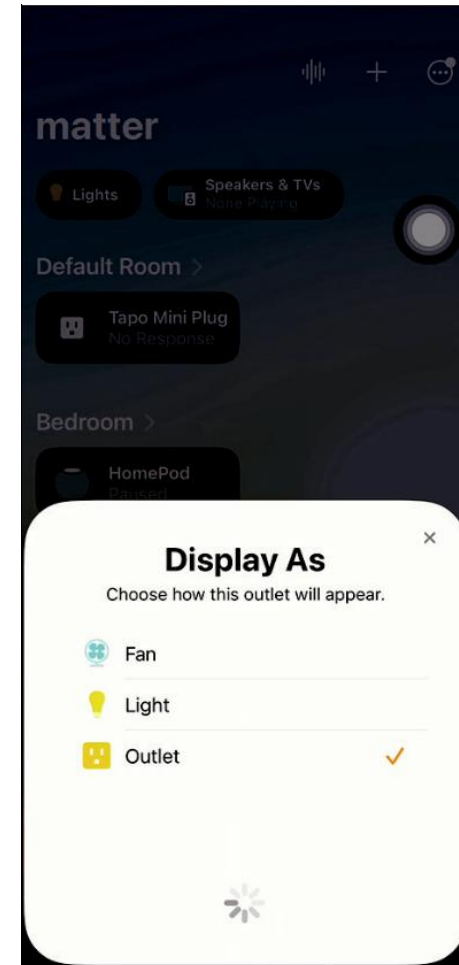 matter
Lights
Speakers & TVs
None Playing
Default Room >
Tapo Mini Plug
No Response
Bedroom >
HomePod
Paused
Display As
Choose how this outlet will appear.
Fan
Light
Outlet